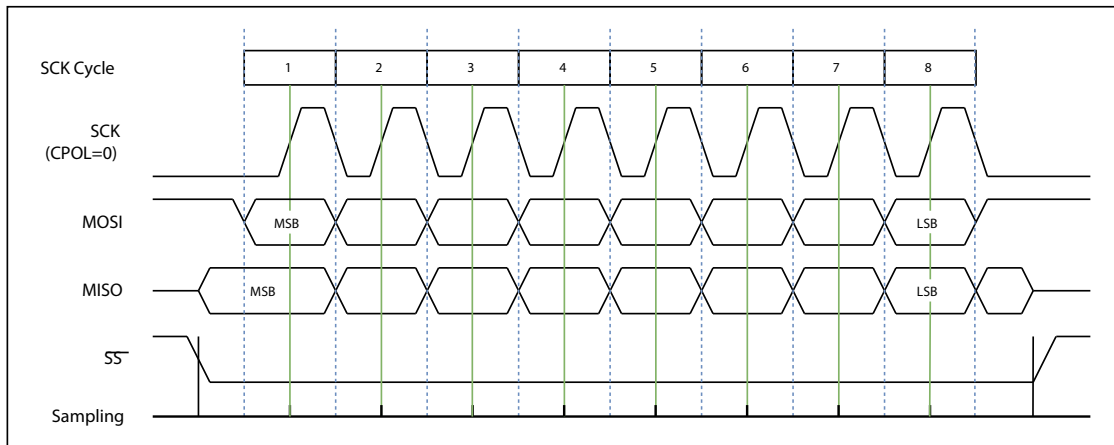 SCK Cycle
1 2 3 4 5 6 7 8
SCK
(CPOL=0)
MOSI
MSB LSB
MISO
MSB LSB
SS
Sampling